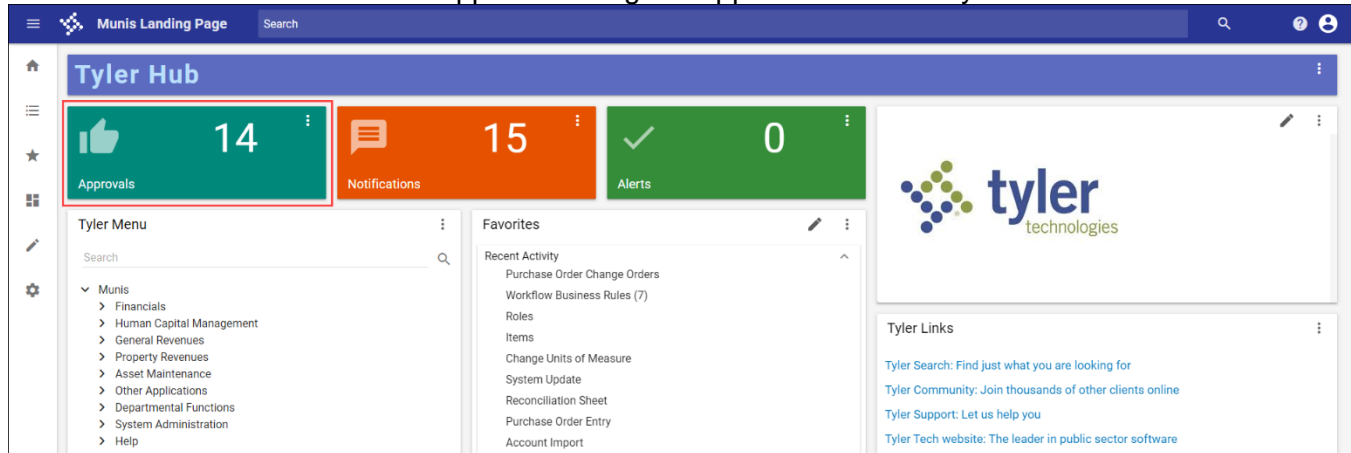 Munis Landing Page
Search
Tyler Hub
14
Approvals
15
Notifications
0
Alerts
tyler
technologies
Tyler Menu
Search
Munis
Financials
Human Capital Management
General Revenues
Property Revenues
Asset Maintenance
Other Applications
Departmental Functions
System Administration
Help
Favorites
Recent Activity
Purchase Order Change Orders
Workflow Business Rules (7)
Roles
Items
Change Units of Measure
System Update
Reconciliation Sheet
Purchase Order Entry
Account Import
Tyler Links
Tyler Search: Find just what you are looking for
Tyler Community: Join thousands of other clients online
Tyler Support: Let us help you
Tyler Tech website: The leader in public sector software